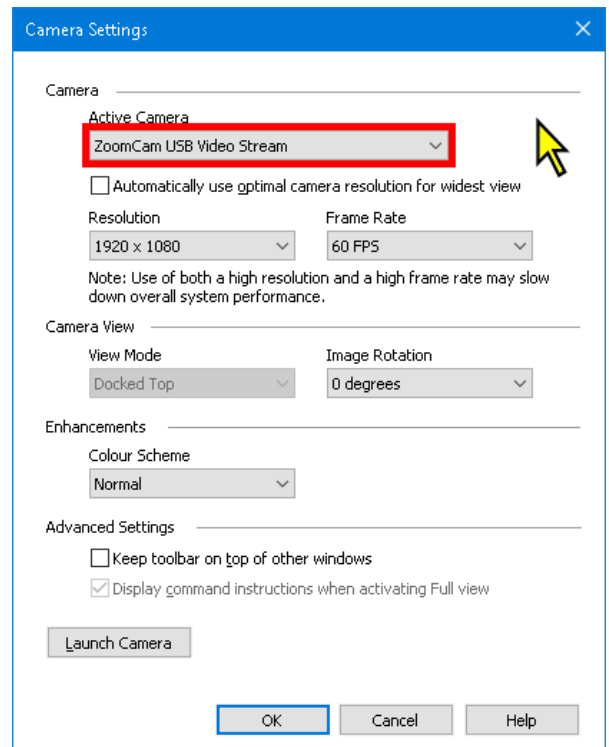 Camera Settings
Camera
Active Camera
ZoomCam USB Video Stream
Automatically use optimal camera resolution for widest view
Resolution Frame Rate
1920 x 1080 60 FPS
Note: Use of both a high resolution and a high frame rate may slow
down overall system performance.
Camera View
View Mode Image Rotation
Docked Top 0 degrees
Enhancements
Colour Scheme
Normal
Advanced Settings
Keep toolbar on top of other windows
Display command instructions when activating Full view
Launch Camera
OK Cancel Help